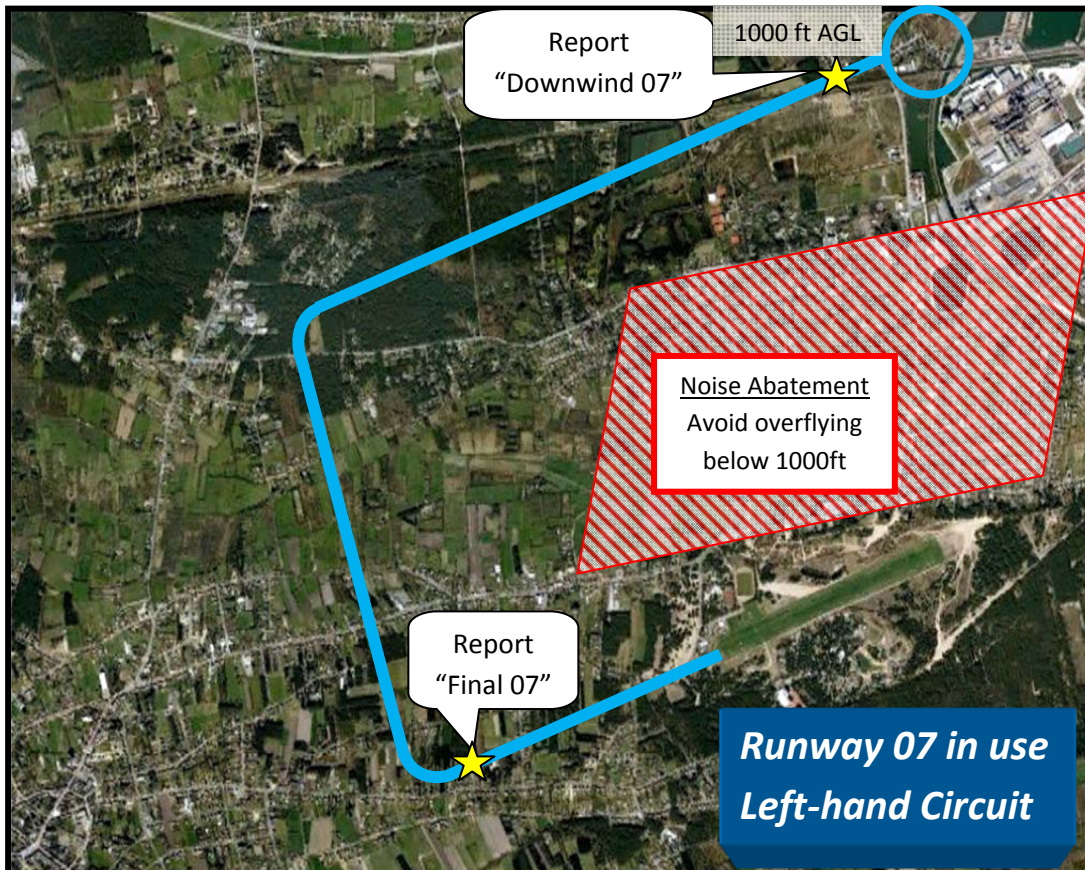 Report
“Downwind 07”
1000 ft AGL
Noise Abatement
Avoid overflying
below 1000ft
Report
“Final 07”
Runway 07 in use
Left-hand Circuit